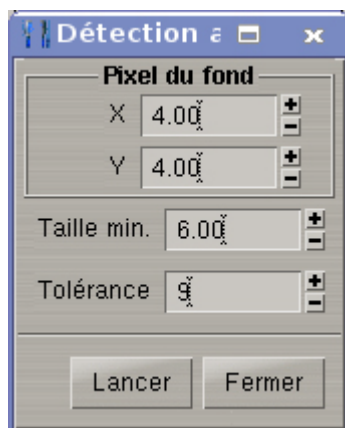 Détection a
Pixel du fond
X 4.00
Y 4.00
Taille min. 6.00
Tolérance 9
Lancer Fermer